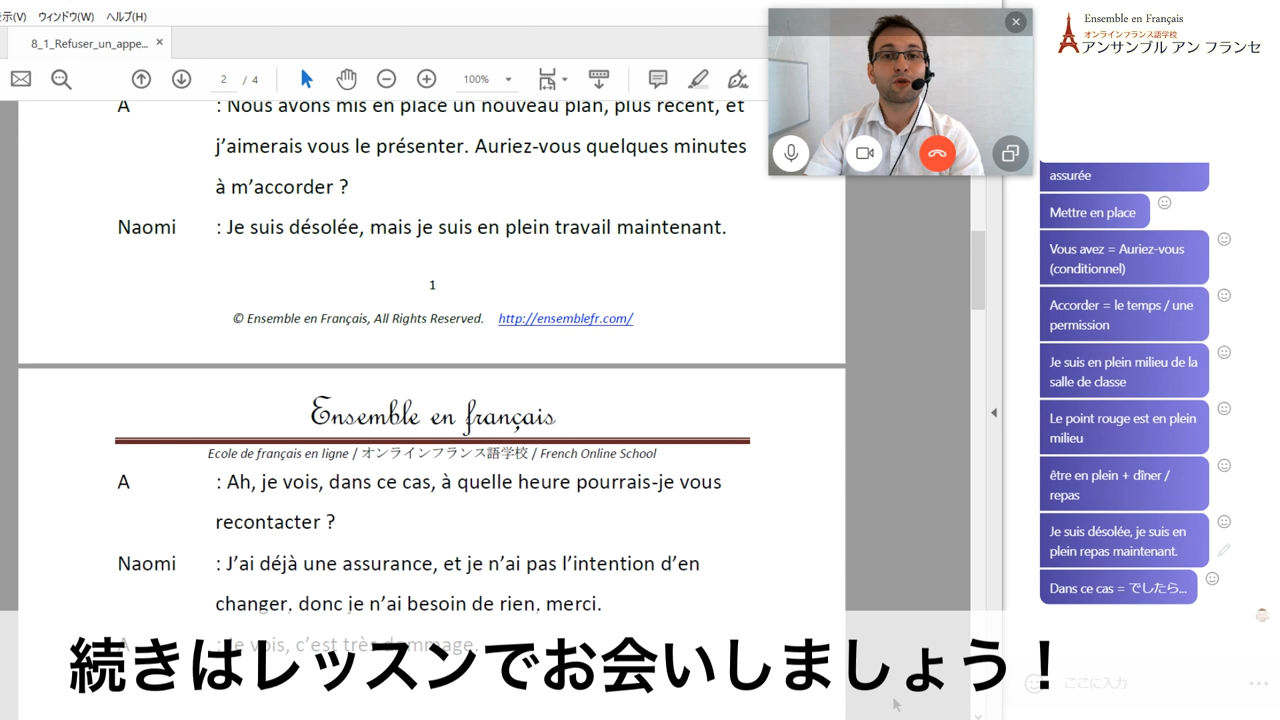 示(V) ウィンドウ(W) ヘルプ(H)
8_1_Refuser_un_appe... ×
2 / 4
100%
A : Nous avons mis en place un nouveau plan, plus récent, et
j'aimerais vous le présenter. Auriez-vous quelques minutes
à m'accorder ?
Naomi : Je suis désolée, mais je suis en plein travail maintenant.
1
© Ensemble en Français, All Rights Reserved. http://ensemblefr.com/
Ensemble en français
Ecole de français en ligne / オンラインフランス語学校 / French Online School
A : Ah, je vois, dans ce cas, à quelle heure pourrais-je vous
recontacter ?
Naomi : J'ai déjà une assurance, et je n'ai pas l'intention d'en
changer, donc je n'ai besoin de rien, merci.
A : Je vois, c'est très dommage.
続きはレッスンでお会いしましょう！
Ensemble en Français
オンラインフランス語学校
アンサンブル アン フランセ
assurée
Mettre en place
Vous avez = Auriez-vous
(conditionnel)
Accorder = le temps / une
permission
Je suis en plein milieu de la
salle de classe
Le point rouge est en plein
milieu
être en plein + dîner /
repas
Je suis désolée, je suis en
plein repas maintenant.
Dans ce cas = でしたら...
ここに入力